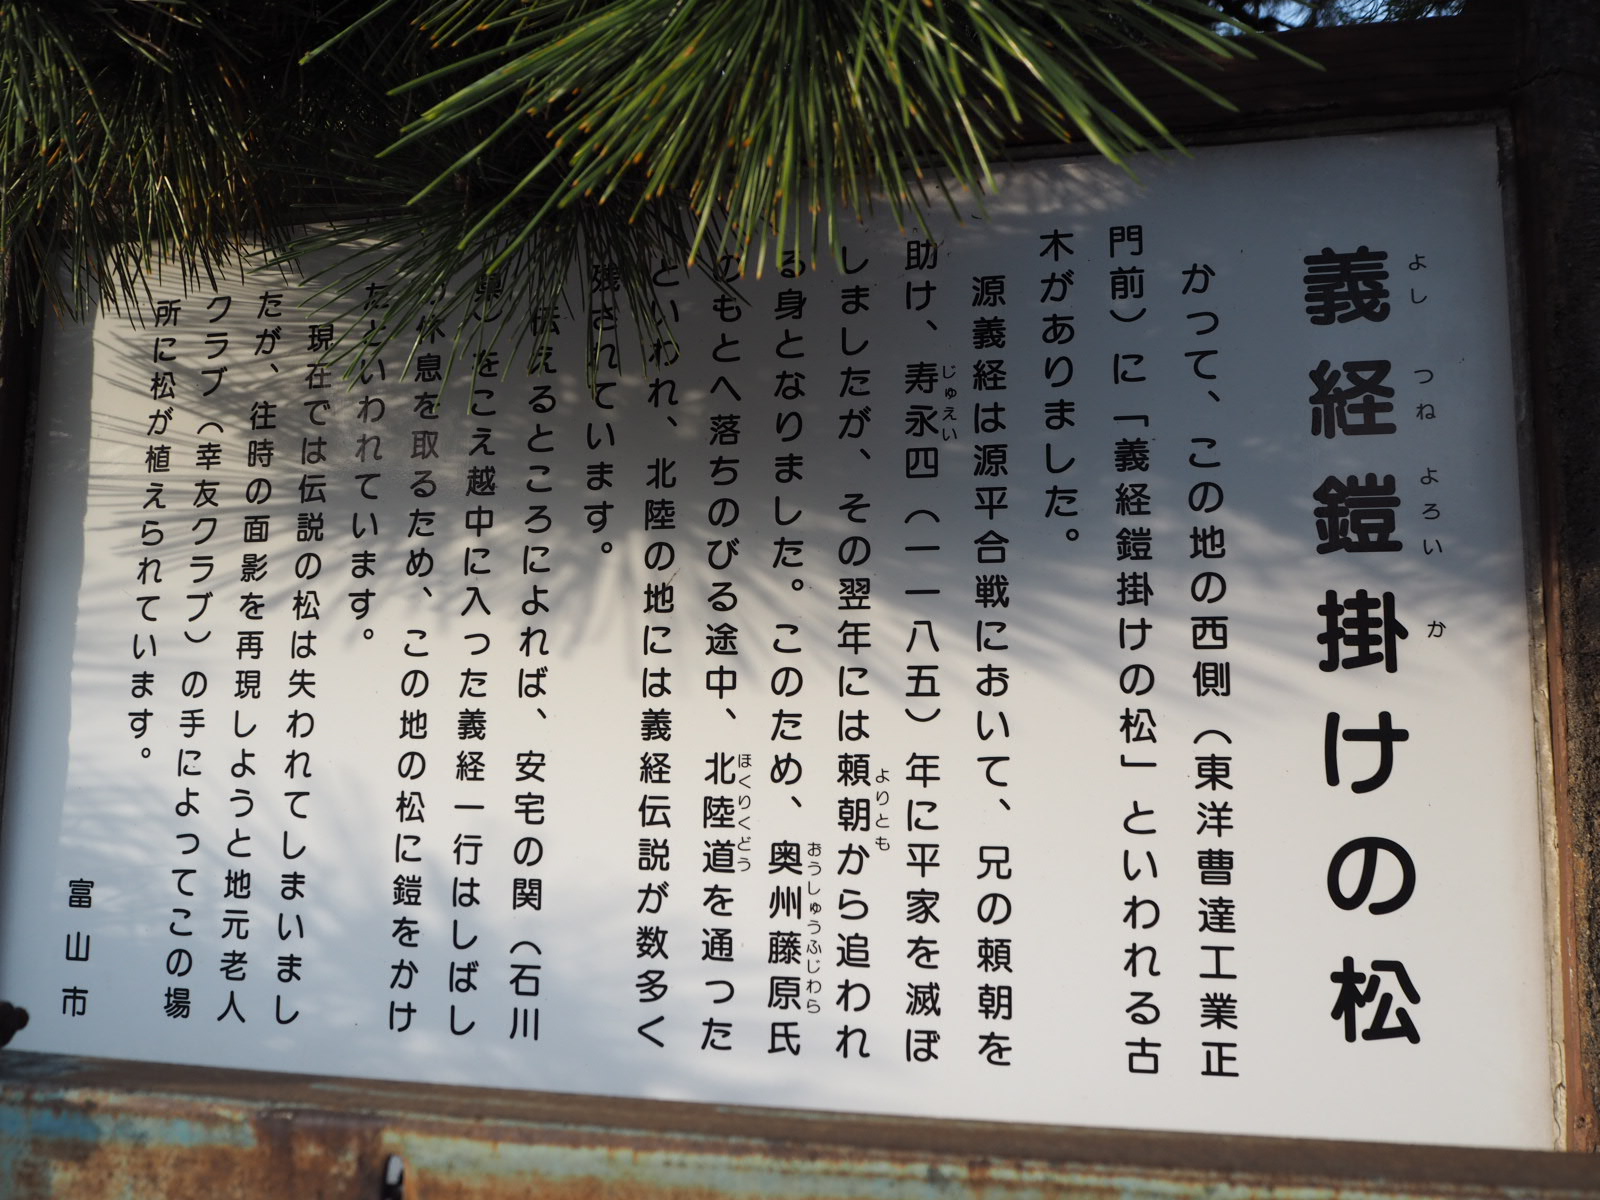 義経鎧掛けの松
よし つね よろい か
かって、この地の西側（東洋曹達工業正
門前）に「義経鎧掛けの松」といわれる古
木がありました。
源義経は源平合戦において、兄の頼朝を
助け、寿永四（一一八五）年に平家を滅ぼ
じゅえい
しましたが、その翌年には頼朝から追われ
よりとも
る身となりました。このため、奥州藤原氏
おうしゅうふじわら
のもとへ落ちのびる途中、北陸道を通った
ほくりくどう
といわれ、北陸の地には義経伝説が数多く
残されています。
伝えるところによれば、安宅の関（石川
県）をこえ越中に入った義経一行はしばし
休息を取るため、この地の松に鎧をかけ
たといわれています。
現在では伝説の松は失われてしまいまし
たが、往時の面影を再現しようと地元老人
クラブ（幸友クラブ）の手によってこの場
所に松が植えられています。
富山市